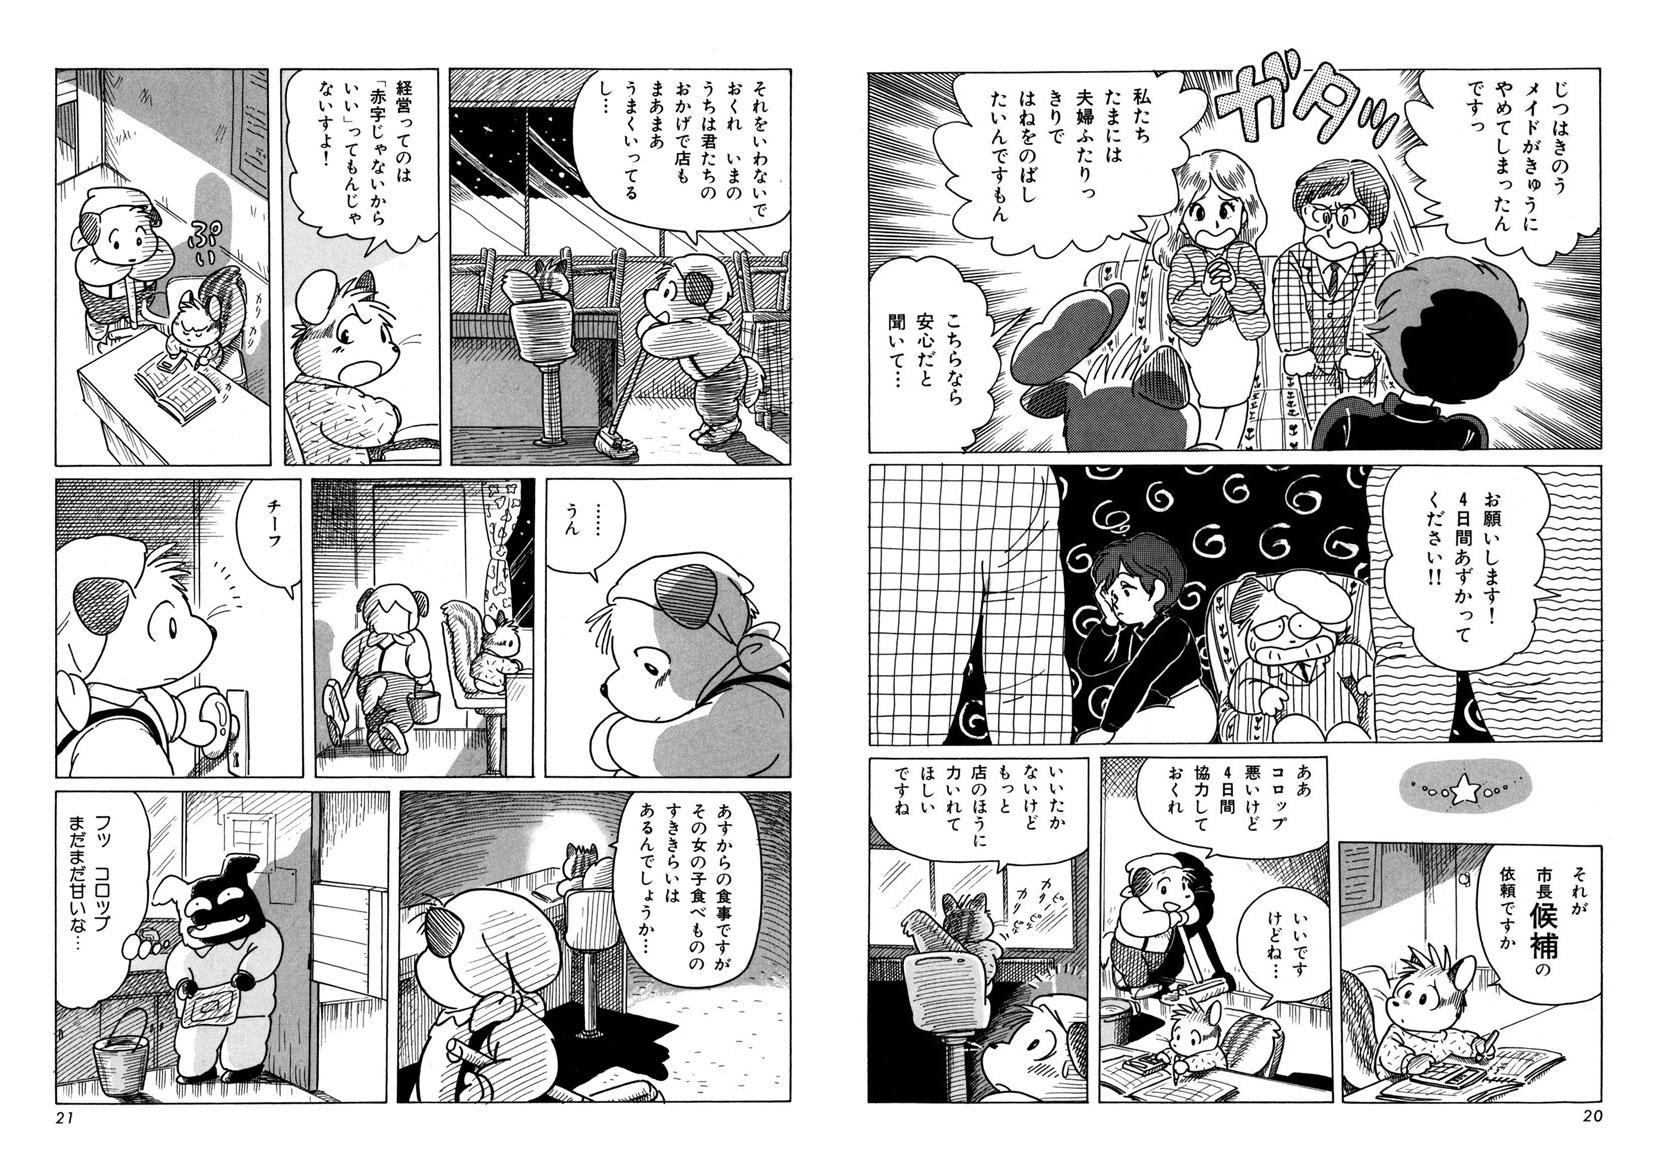 じつはきのう
メイドがきゅうに
やめてしまったん
ですっ
ガタッ
私たち
たまには
夫婦ふたりっ
きりで
はねをのばし
たいんですもん
こちらなら
安心だと
聞いて…
お願いします！
4日間あずかって
ください!!
それが
市長候補の
依頼ですか
ああ
コロップ
悪いけど
4日間
協力して
おくれ
いいです
けどね…
いいたか
ないけど
もっと
店のほうに
力いれて
ほしい
ですね
カリ
カリ
20
それをいわないで
おくれ　いまの
うちは君たちの
おかげで店も
まあまあ
うまくいってる
し…
経営ってのは
「赤字じゃないから
いい」ってもんじゃ
ないすよ！
ぷい
カリカリ
……
うん
チーフ
あすからの食事ですが
その女の子食べものの
すききらいは
あるんでしょうか…
フッ　コロップ
まだまだ甘いな…
21